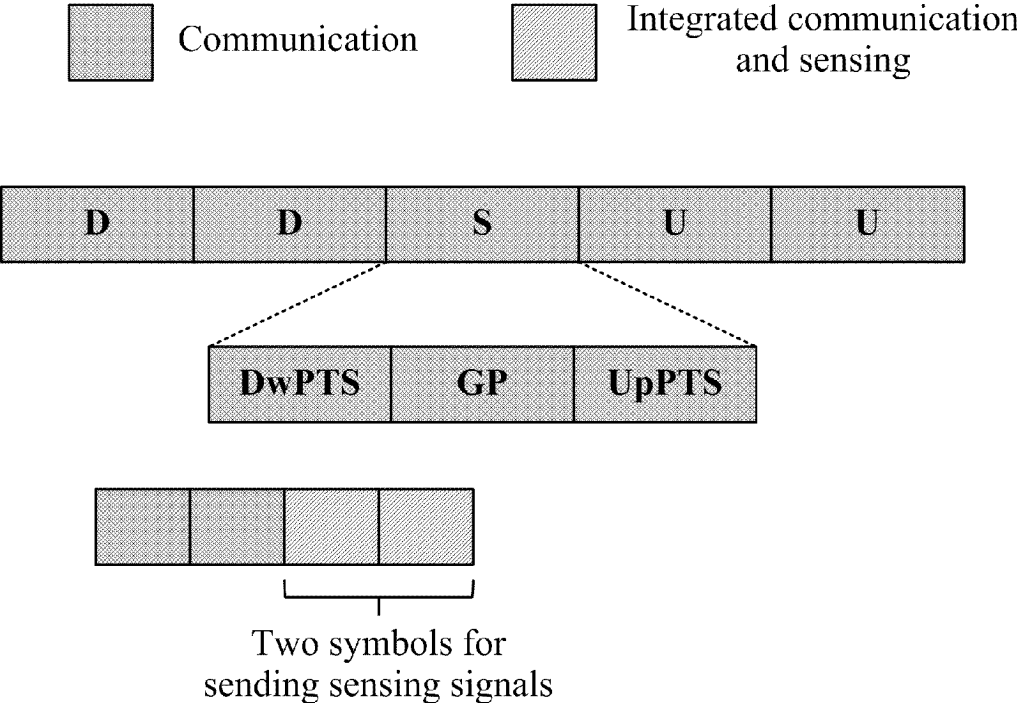 Communication
Integrated communication
and sensing
D D S U U
DwPTS GP UpPTS
Two symbols for
sending sensing signals